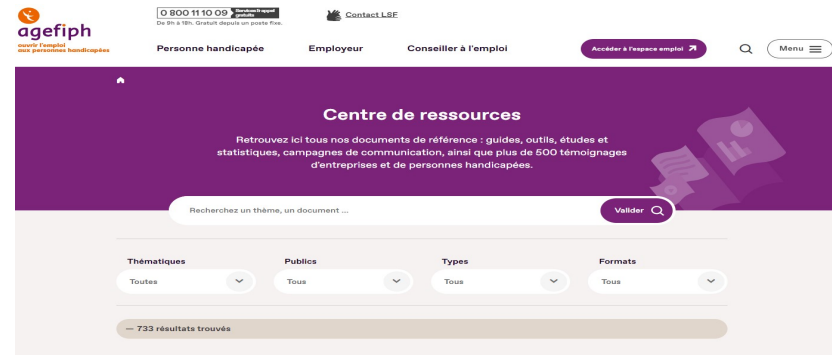 agefiph
ouvrir l'emploi
aux personnes handicapées
0 800 11 10 09 Service & appel gratuits
De 9h à 18h. Gratuit depuis un poste fixe.
Contact LSF
Personne handicapée Employeur Conseiller à l'emploi Accéder à l'espace emploi Menu
Centre de ressources
Retrouvez ici tous nos documents de référence : guides, outils, études et
statistiques, campagnes de communication, ainsi que plus de 500 témoignages
d'entreprises et de personnes handicapées.
Recherchez un thème, un document ... Valider
Thématiques Publics Types Formats
Toutes Tous Tous Tous
— 733 résultats trouvés